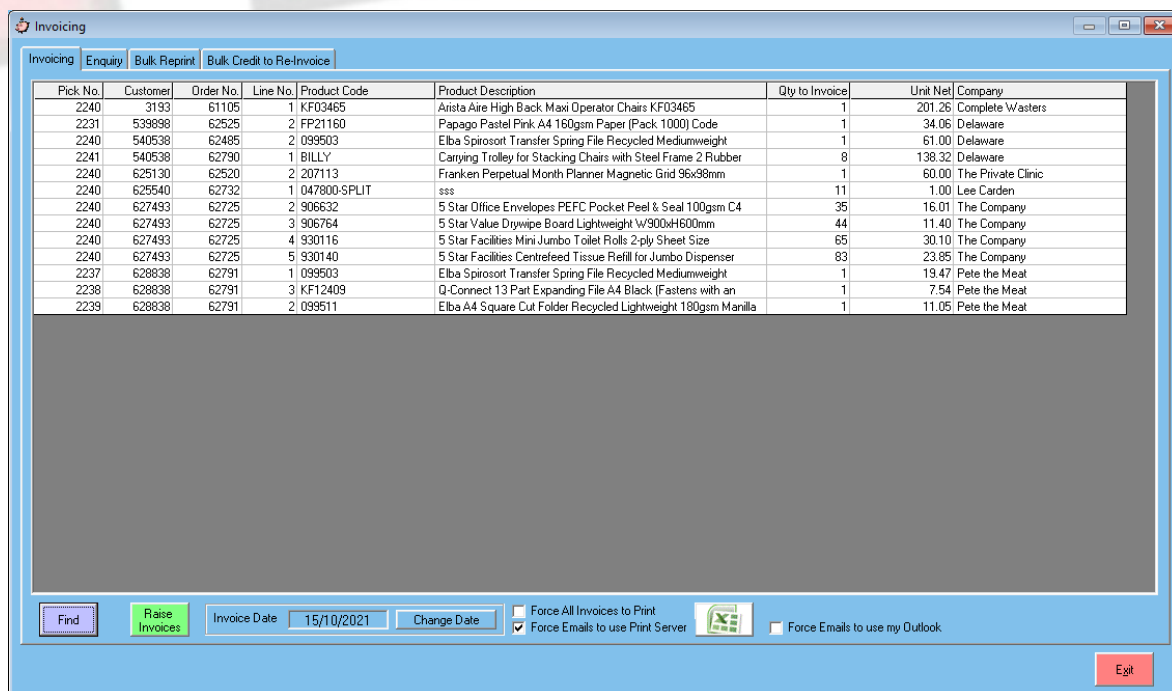 Invoicing
Invoicing Enquiry Bulk Reprint Bulk Credit to Re-Invoice
Pick No. Customer Order No. Line No. Product Code Product Description Qty to Invoice Unit Net Company
2240 3193 61105 1 KF03465 Arista Aire High Back Maxi Operator Chairs KF03465 1 201.26 Complete Wasters
2231 539898 62525 2 FP21160 Papago Pastel Pink A4 160gsm Paper (Pack 1000) Code 1 34.06 Delaware
2240 540538 62485 2 099503 Elba Spirosort Transfer Spring File Recycled Mediumweight 1 61.00 Delaware
2241 540538 62790 1 BILLY Carrying Trolley for Stacking Chairs with Steel Frame 2 Rubber 8 138.32 Delaware
2240 625130 62520 2 207113 Franken Perpetual Month Planner Magnetic Grid 96x98mm 1 60.00 The Private Clinic
2240 625540 62732 1 047800-SPLIT sss 11 1.00 Lee Carden
2240 627493 62725 2 906632 5 Star Office Envelopes PEFC Pocket Peel & Seal 100gsm C4 35 16.01 The Company
2240 627493 62725 3 906764 5 Star Value Drywipe Board Lightweight W900xH600mm 44 11.40 The Company
2240 627493 62725 4 930116 5 Star Facilities Mini Jumbo Toilet Rolls 2-ply Sheet Size 65 30.10 The Company
2240 627493 62725 5 930140 5 Star Facilities Centrefeed Tissue Refill for Jumbo Dispenser 83 23.85 The Company
2237 628838 62791 1 099503 Elba Spirosort Transfer Spring File Recycled Mediumweight 1 19.47 Pete the Meat
2238 628838 62791 3 KF12409 Q-Connect 13 Part Expanding File A4 Black (Fastens with an 1 7.54 Pete the Meat
2239 628838 62791 2 099511 Elba A4 Square Cut Folder Recycled Lightweight 180gsm Manilla 1 11.05 Pete the Meat
Find
Raise
Invoices
Invoice Date 15/10/2021 Change Date
Force All Invoices to Print
Force Emails to use Print Server
Force Emails to use my Outlook
Exit